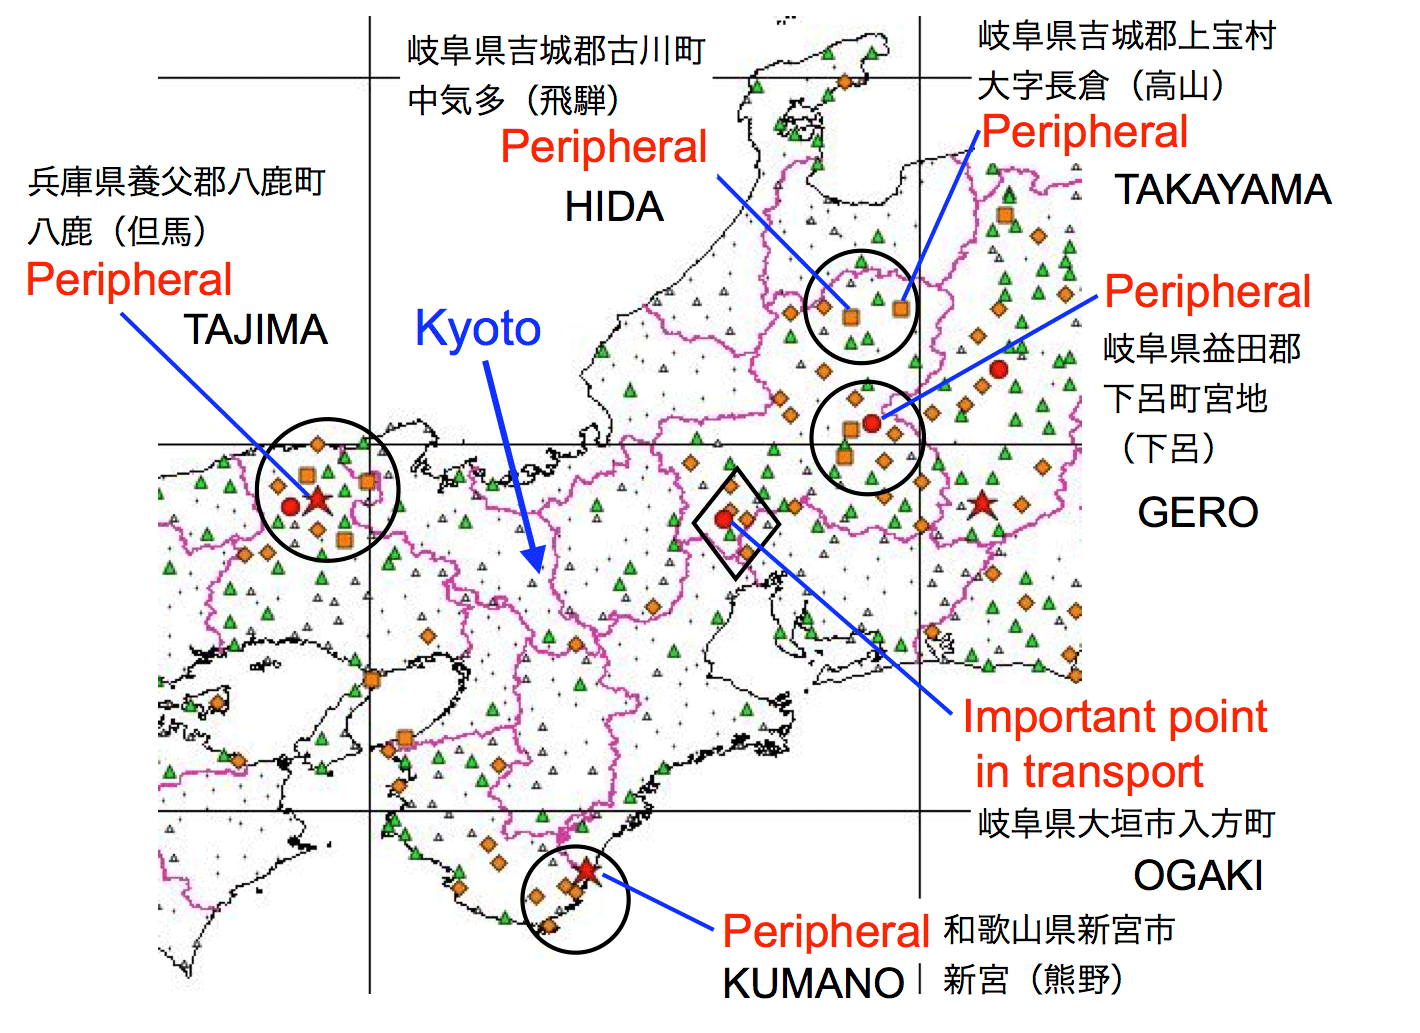 岐阜県吉城郡古川町
中気多（飛騨）
Peripheral
HIDA
岐阜県吉城郡上宝村
大字長倉（高山）
Peripheral
TAKAYAMA
兵庫県養父郡八鹿町
八鹿（但馬）
Peripheral
TAJIMA
Kyoto
Peripheral
岐阜県益田郡
下呂町宮地
（下呂）
GERO
Important point
in transport
岐阜県大垣市入方町
OGAKI
Peripheral 和歌山県新宮市
KUMANO 新宮（熊野）